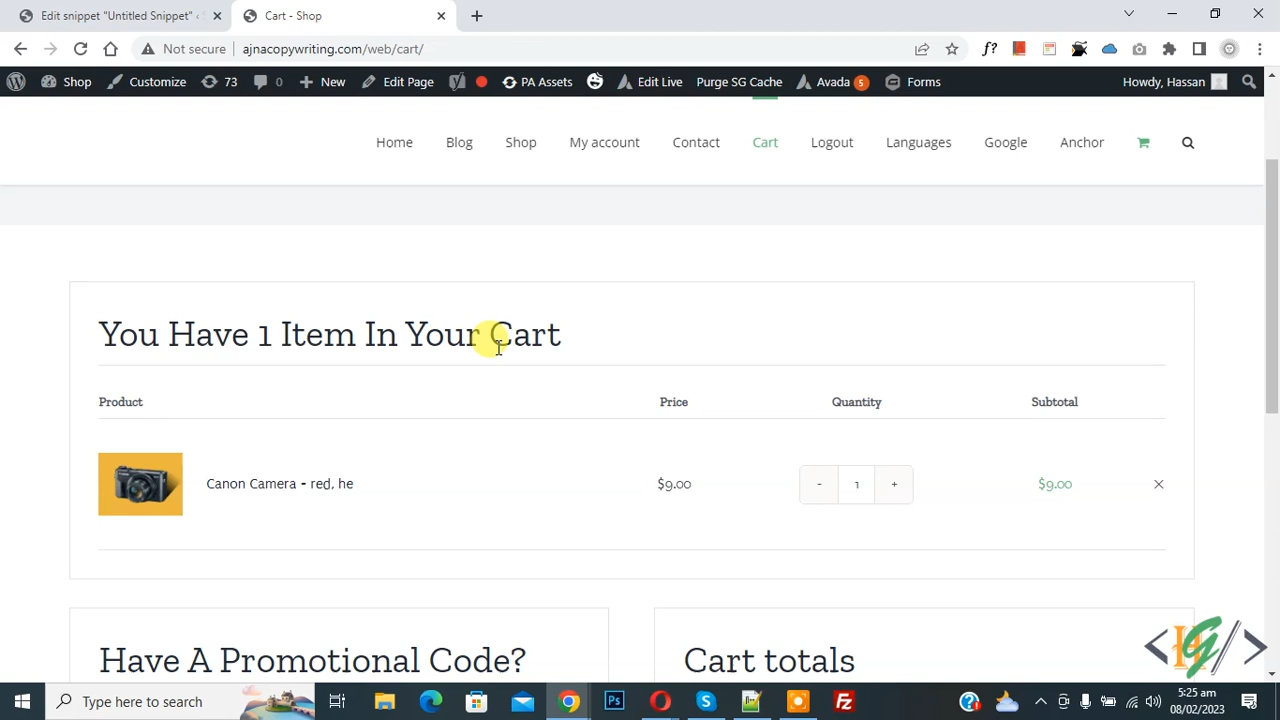 Edit snippet "Untitled Snippet" ‹
Cart - Shop
Not secure
ajnacopywriting.com/web/cart/
f?
Shop
Customize
73
0
New
Edit Page
PA Assets
Edit Live
Purge SG Cache
Avada 5
Forms
Howdy, Hassan
Home
Blog
Shop
My account
Contact
Cart
Logout
Languages
Google
Anchor
You Have 1 Item In Your Cart
Product Price Quantity Subtotal
Canon Camera - red, he $9.00 - 1 + $9.00 ×
Have A Promotional Code?
Cart totals
HG
Type here to search
Ps
Fz
5:25 am
08/02/2023